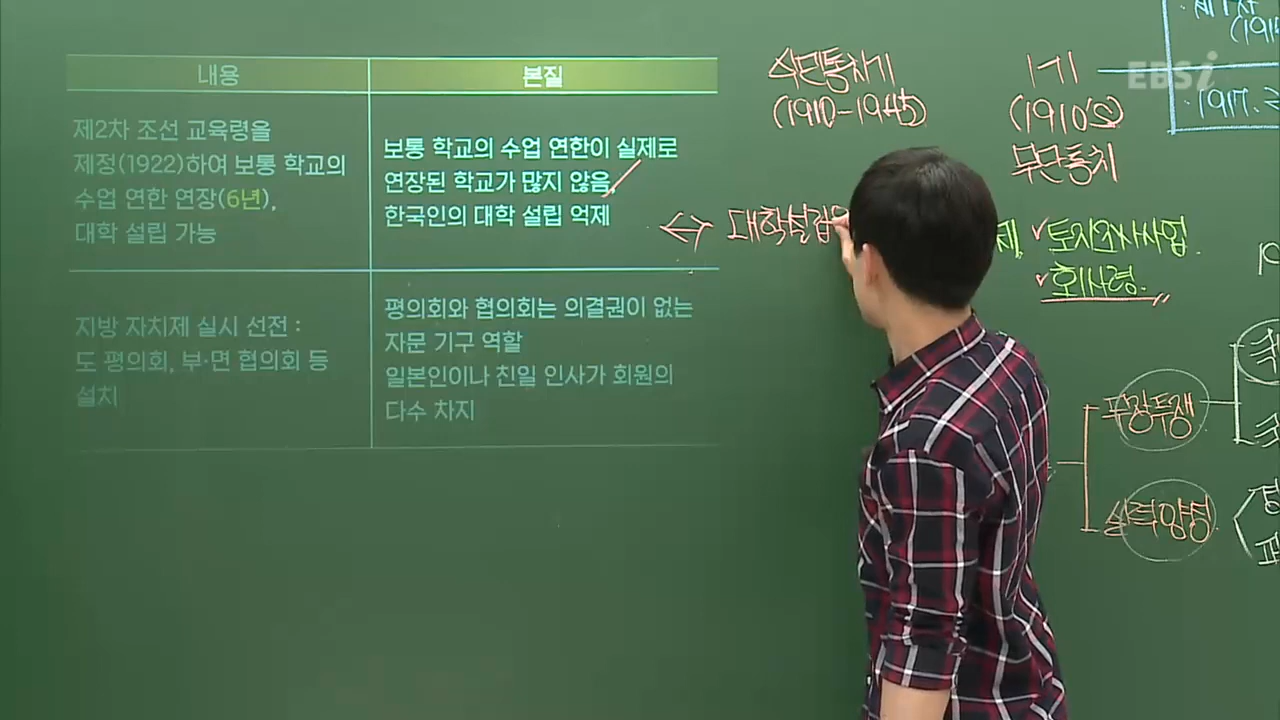 내용
본질
제2차 조선 교육령을
제정(1922)하여 보통 학교의
수업 연한 연장(6년),
대학 설립 가능
보통 학교의 수업 연한이 실제로
연장된 학교가 많지 않음,
한국인의 대학 설립 억제
지방 자치제 실시 선전 :
도 평의회, 부·면 협의회 등
설치
평의회와 협의회는 의결권이 없는
자문 기구 역할
일본인이나 친일 인사가 회원의
다수 차지
↔ 대학설립
식민통치기
(1910-1945)
1기
(1910's)
무단통치
제,
토지조사사업
회사령.
무장투쟁
실력양성
EBSi
·1917.